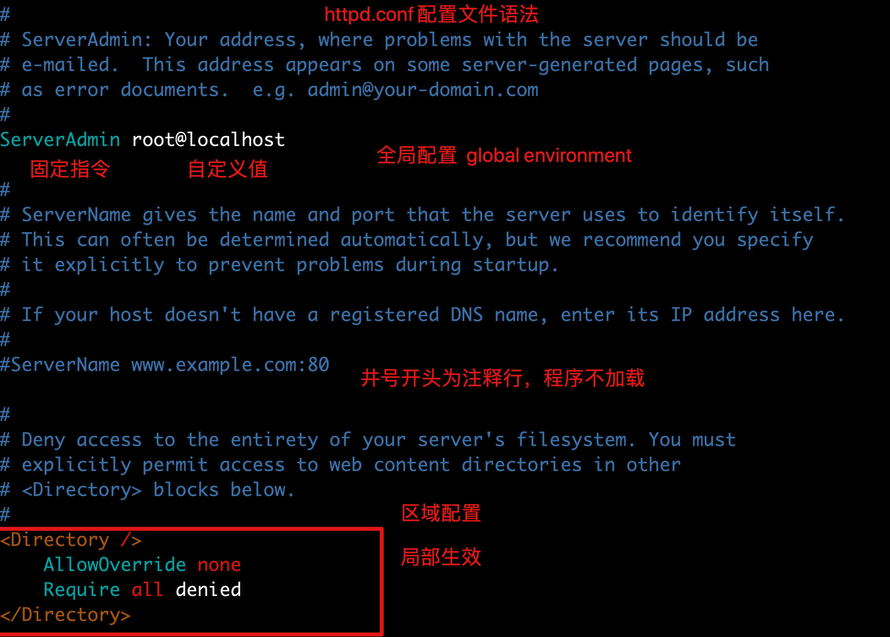 #
httpd.conf 配置文件语法
# ServerAdmin: Your address, where problems with the server should be
# e-mailed.  This address appears on some server-generated pages, such
# as error documents.  e.g. admin@your-domain.com
#
ServerAdmin root@localhost
全局配置 global environment
固定指令 自定义值
#
# ServerName gives the name and port that the server uses to identify itself.
# This can often be determined automatically, but we recommend you specify
# it explicitly to prevent problems during startup.
#
# If your host doesn't have a registered DNS name, enter its IP address here.
#
#ServerName www.example.com:80
井号开头为注释行，程序不加载
#
# Deny access to the entirety of your server's filesystem. You must
# explicitly permit access to web content directories in other
# <Directory> blocks below.
#
区域配置
<Directory />
局部生效
    AllowOverride none
    Require all denied
</Directory>